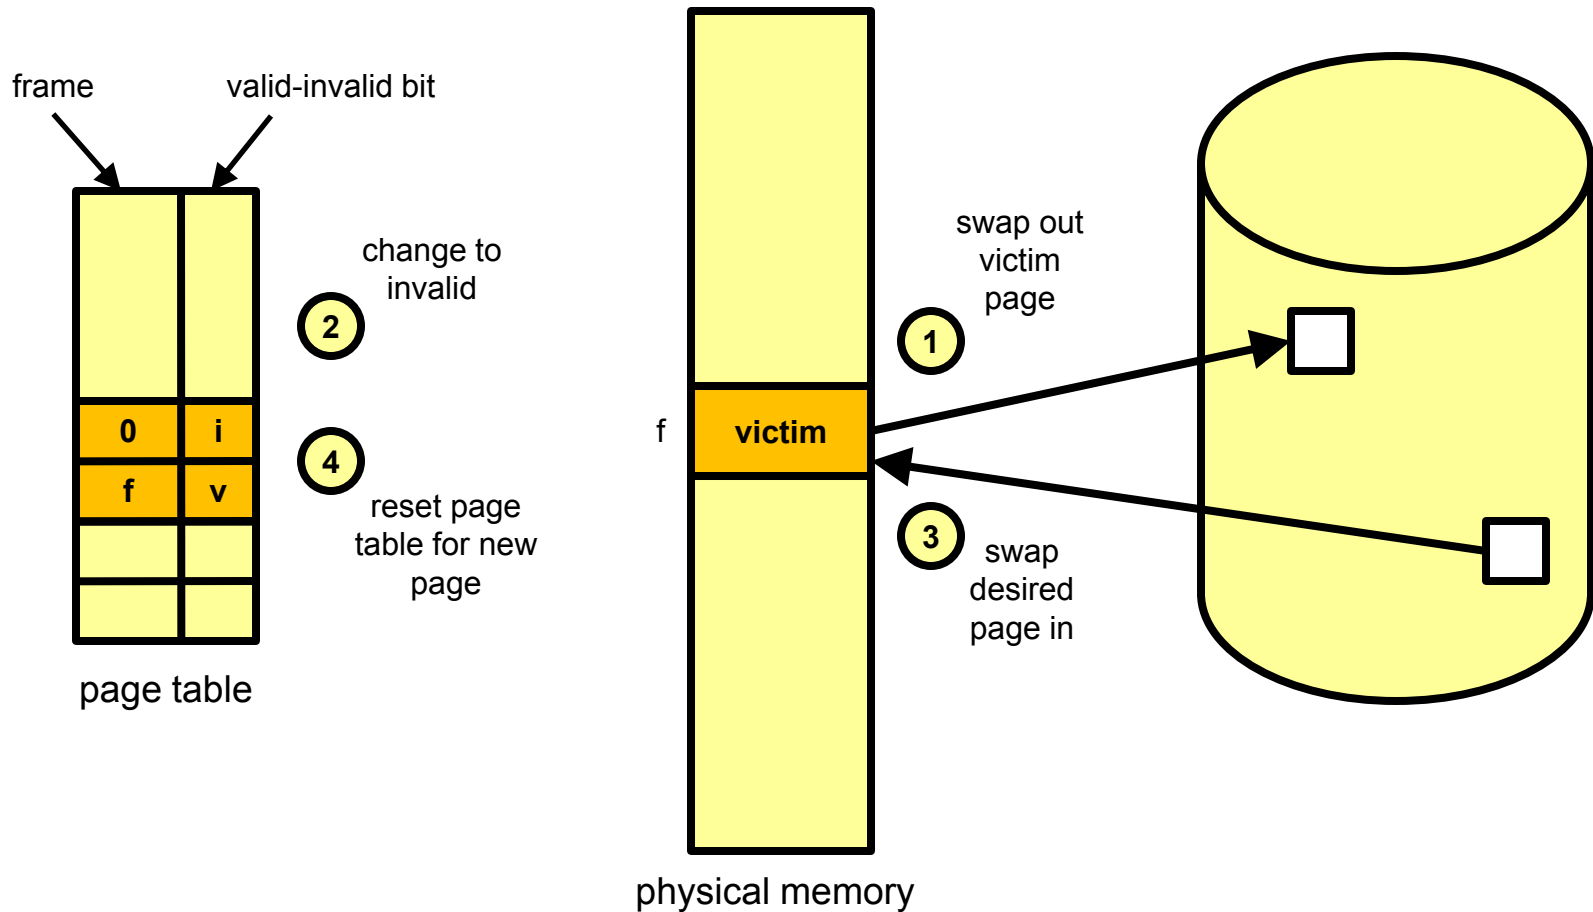 frame
valid-invalid bit
change to
invalid
2
0
i
f
v
4
reset page
table for new
page
page table
f
victim
physical memory
swap out
victim
page
1
3
swap
desired
page in